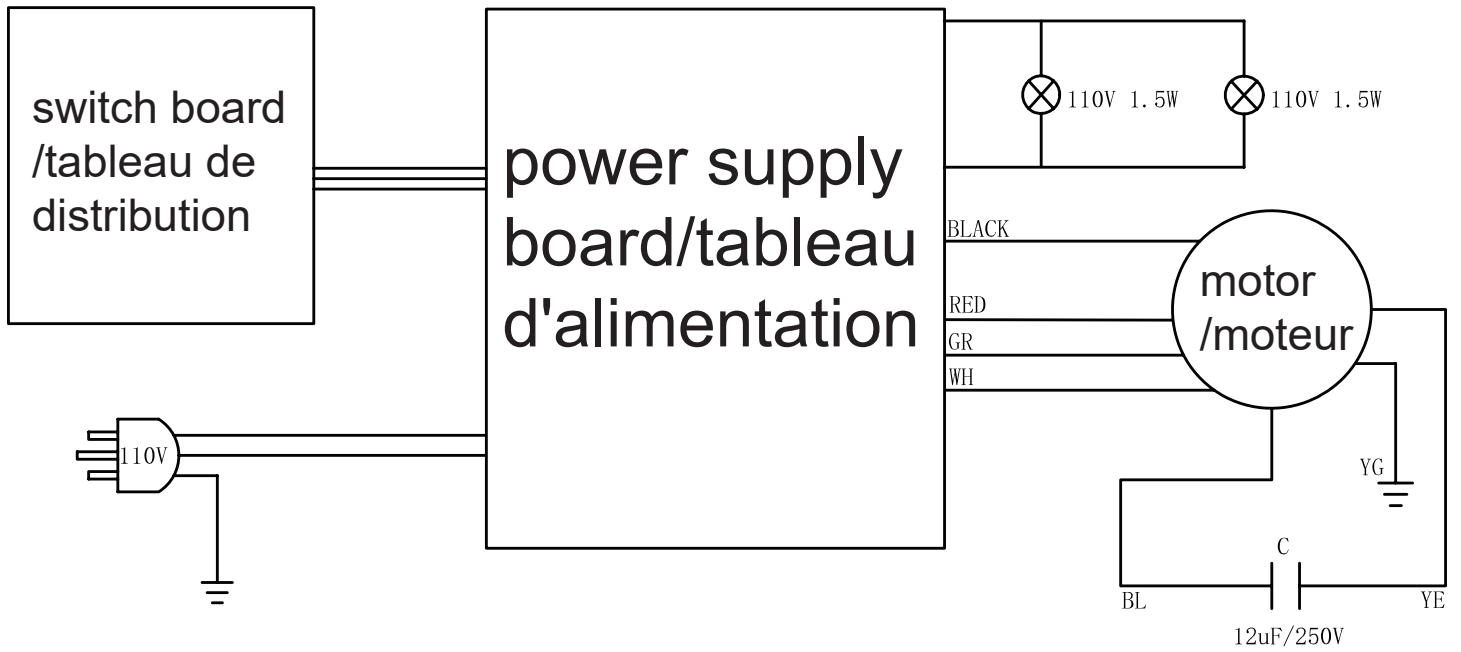 switch board
/tableau de
distribution
power supply
board/tableau
d'alimentation
110V 1.5W
110V 1.5W
BLACK
RED
GR
WH
motor
/moteur
110V
YG
C
BL
YE
12uF/250V